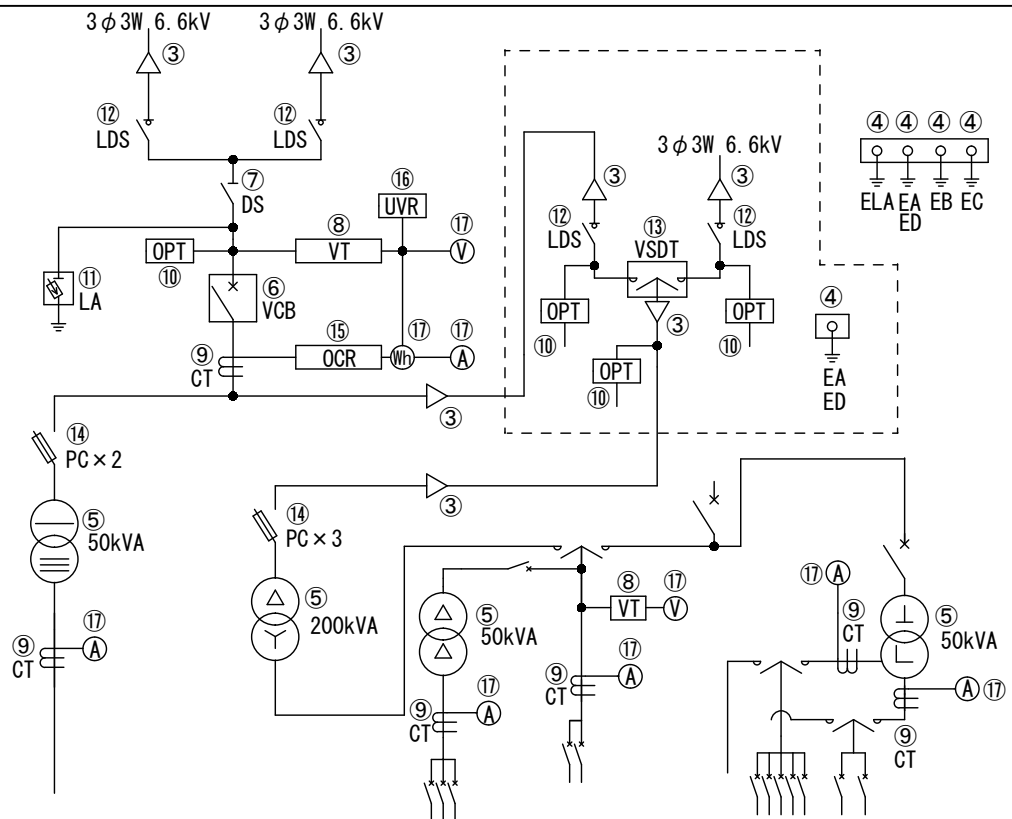 3φ3W 6.6kV 3φ3W 6.6kV
③ ③
⑫ LDS ⑫ LDS
3φ3W 6.6kV
④ ④ ④ ④
ELA EA ED EB EC
③ ③
⑦ DS
⑯ UVR
⑫ LDS ⑬ VSDT ⑫ LDS
OPT ⑩ ⑧ VT ⑰ V
⑪ LA
⑥ VCB
OPT ⑩ OPT ⑩
③
④
EA
ED
⑨ CT ⑮ OCR ⑰ Wh ⑰ A
OPT ⑩
③
⑭ PC×2
③
⑭ PC×3
⑤ 50kVA
⑤ 200kVA
⑤ 50kVA
⑧ VT ⑰ V
⑰ A
⑨ CT
⑤ 50kVA
⑨ CT ⑰ A
⑨ CT ⑰ A
⑨ CT ⑰ A
A ⑰
⑨ CT